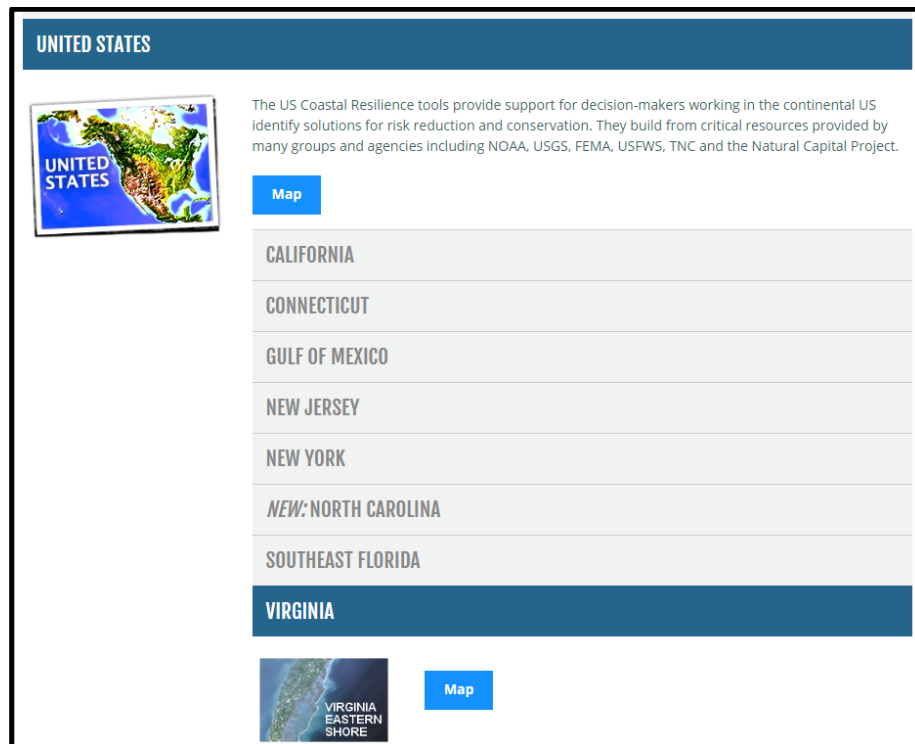 UNITED STATES
The US Coastal Resilience tools provide support for decision-makers working in the continental US
identify solutions for risk reduction and conservation. They build from critical resources provided by
many groups and agencies including NOAA, USGS, FEMA, USFWS, TNC and the Natural Capital Project.
UNITED
STATES
Map
CALIFORNIA
CONNECTICUT
GULF OF MEXICO
NEW JERSEY
NEW YORK
NEW: NORTH CAROLINA
SOUTHEAST FLORIDA
VIRGINIA
VIRGINIA
EASTERN
SHORE
Map